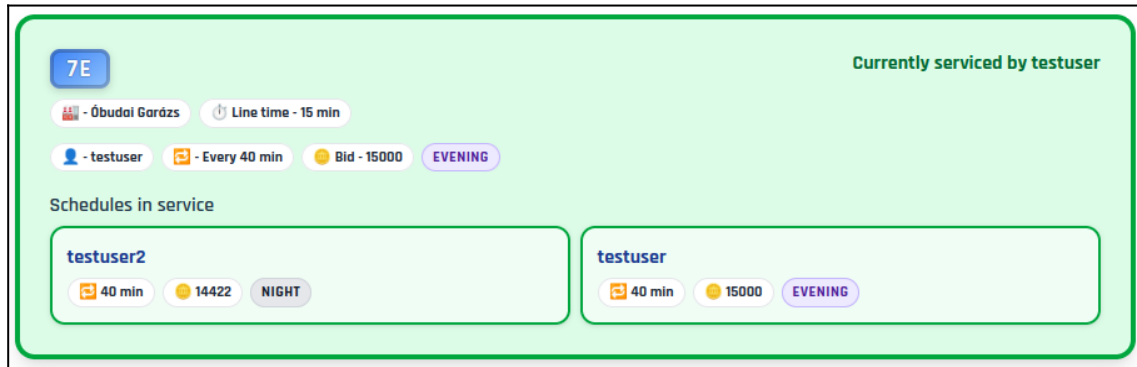 7E
Currently serviced by testuser
🏭 - Óbudai Garázs ⏱️ Line time - 15 min
👤 - testuser 🔁 - Every 40 min 🪙 Bid - 15000 EVENING
Schedules in service
testuser2
🔁 40 min 🪙 14422 NIGHT
testuser
🔁 40 min 🪙 15000 EVENING